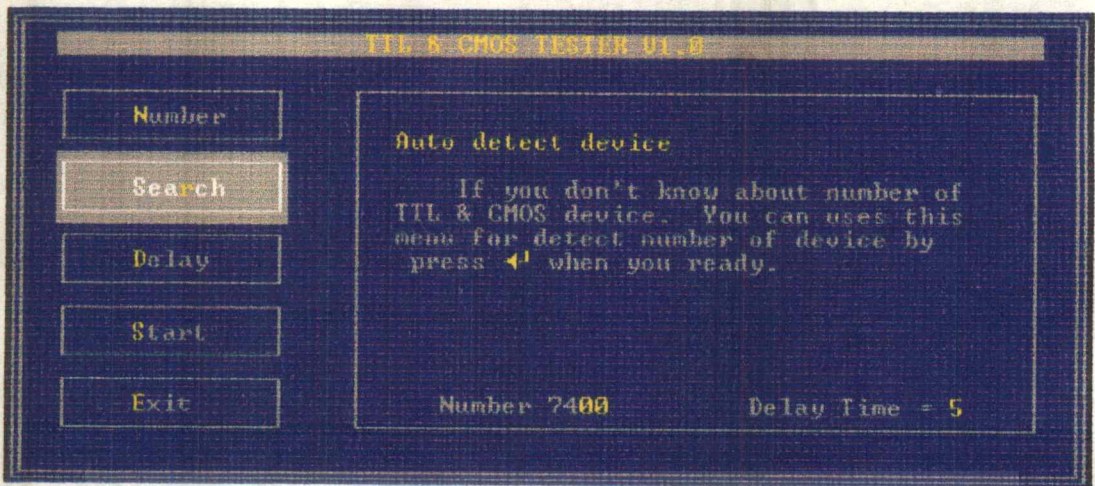 TTL & CMOS TESTER V1.0
Number
Search
Delay
Start
Exit
Auto detect device
If you don't know about number of
TTL & CMOS device. You can uses this
menu for detect number of device by
press ↵ when you ready.
Number 7400
Delay Time = 5